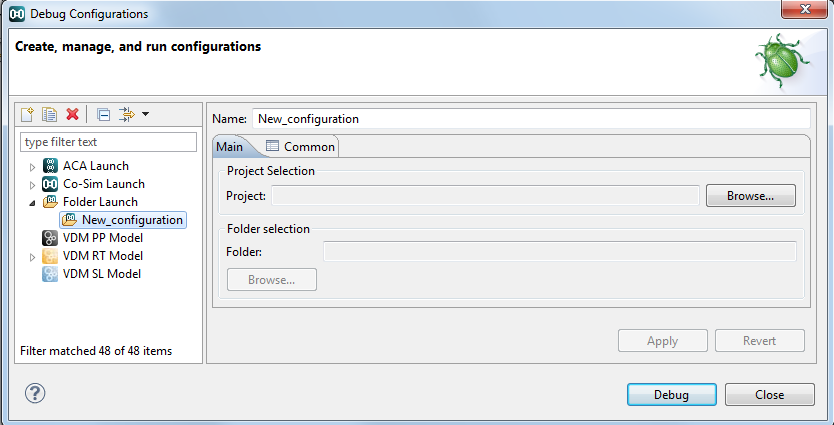 Debug Configurations
Create, manage, and run configurations
type filter text
ACA Launch
Co-Sim Launch
Folder Launch
New_configuration
VDM PP Model
VDM RT Model
VDM SL Model
Filter matched 48 of 48 items
Name: New_configuration
Main Common
Project Selection
Project: Browse...
Folder selection
Folder:
Browse...
Apply Revert
? Debug Close